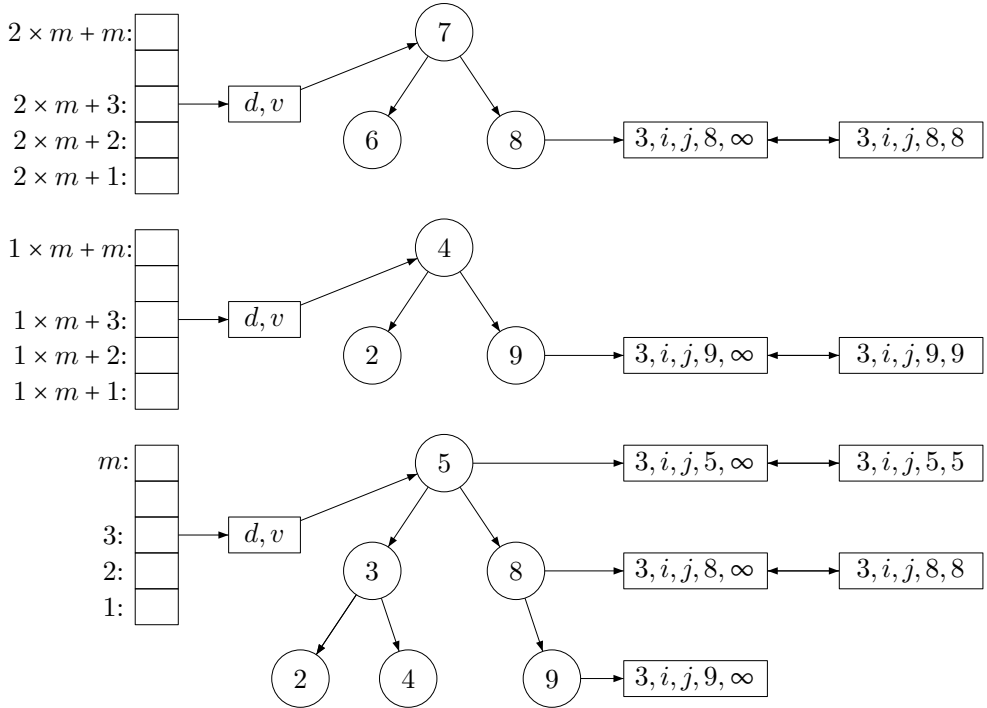 2 × m + m: 7
2 × m + 3: d, v
2 × m + 2: 6 8 3, i, j, 8, ∞ 3, i, j, 8, 8
2 × m + 1:
1 × m + m: 4
1 × m + 3: d, v
1 × m + 2: 2 9 3, i, j, 9, ∞ 3, i, j, 9, 9
1 × m + 1:
m: 5 3, i, j, 5, ∞ 3, i, j, 5, 5
3: d, v
2: 3 8 3, i, j, 8, ∞ 3, i, j, 8, 8
1:
2 4 9 3, i, j, 9, ∞